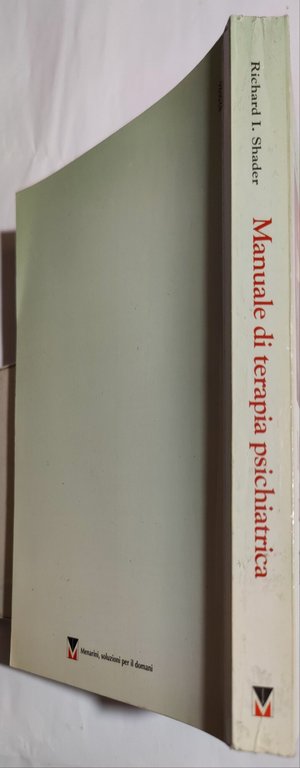 Richard I. Shader
Manuale di terapia psichiatrica
Menarini, soluzioni per il domani